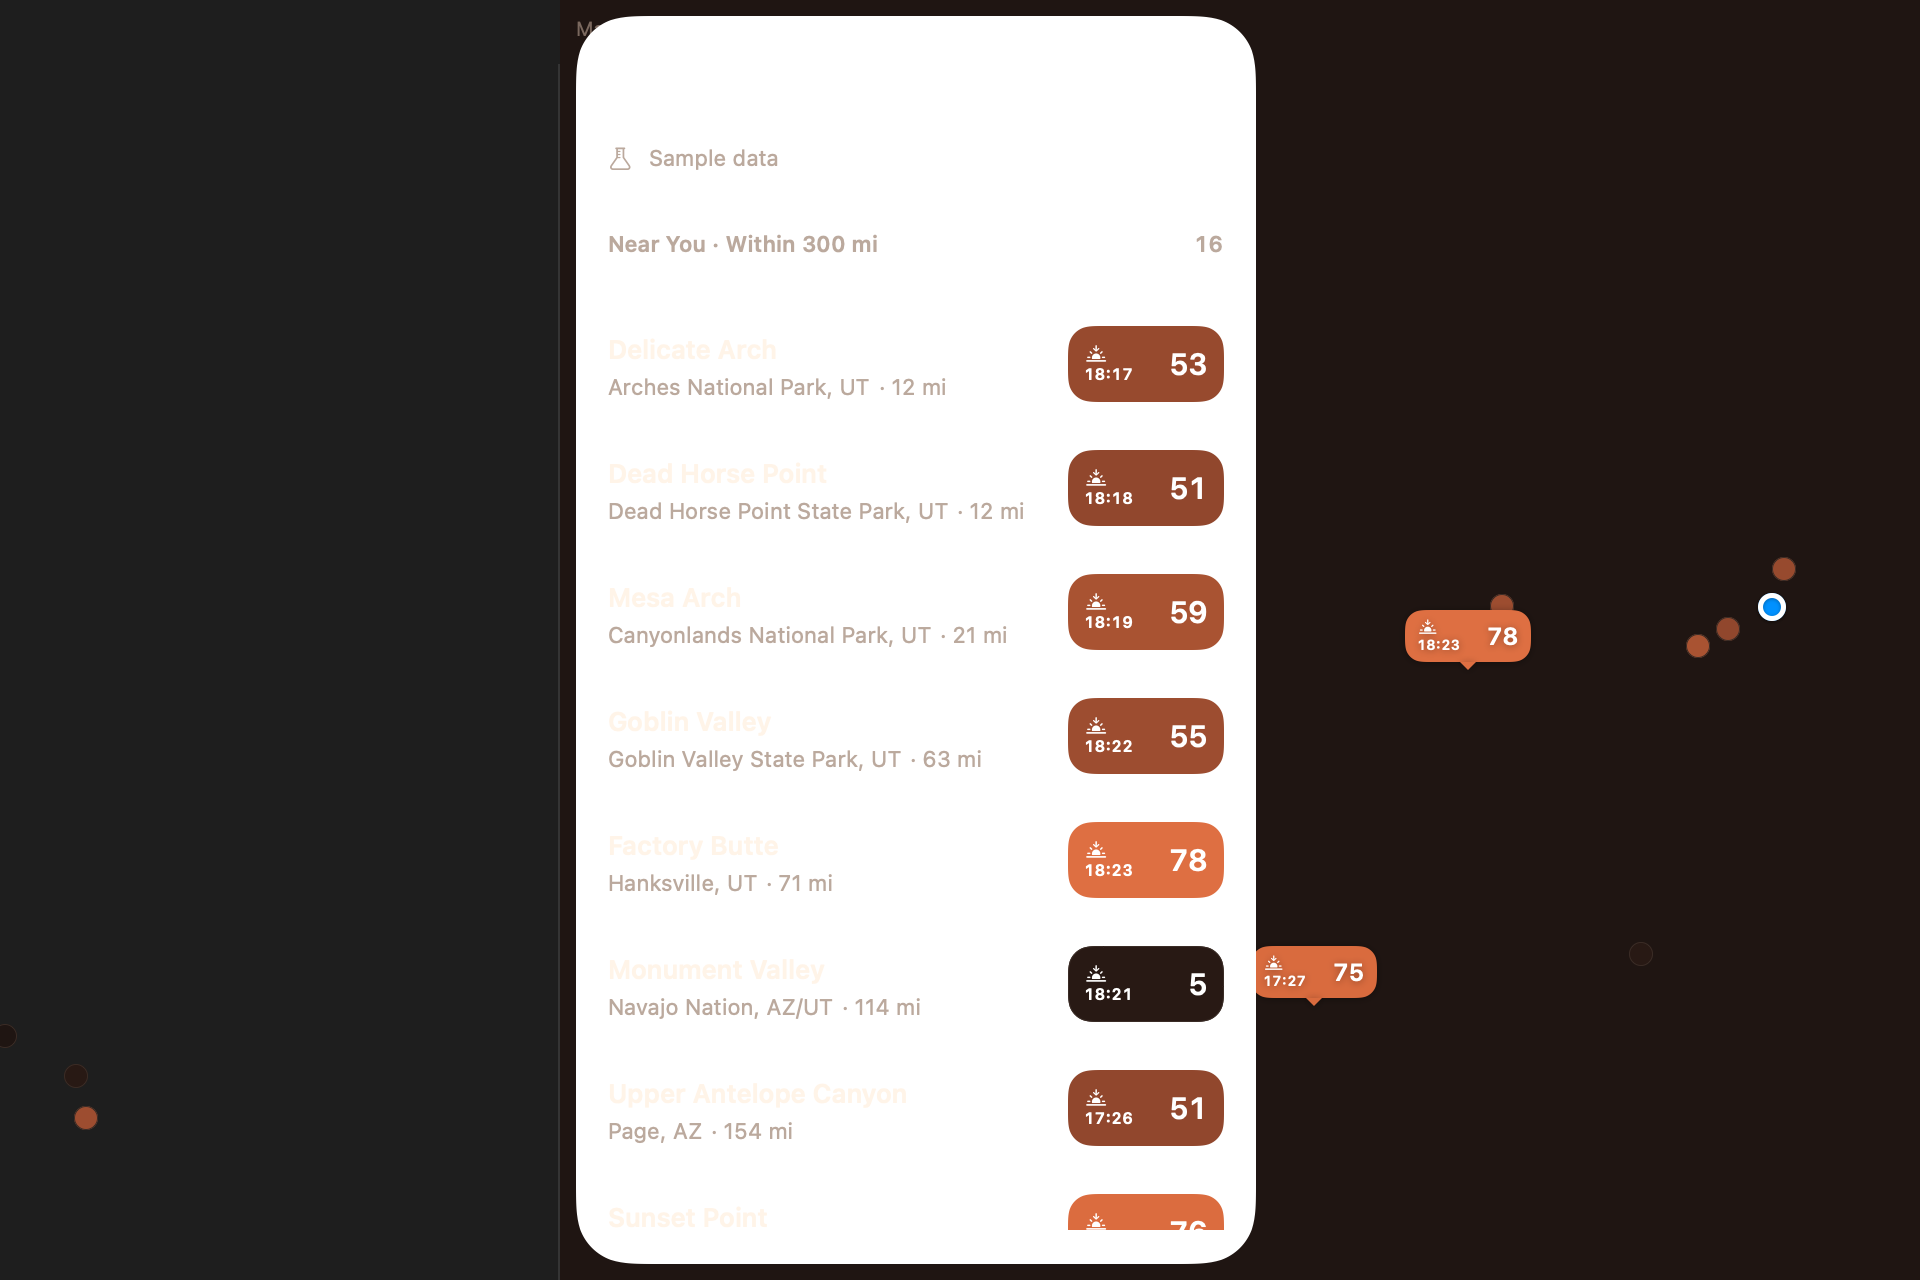 Sample data
Near You · Within 300 mi
16
Delicate Arch
Arches National Park, UT · 12 mi
18:17
53
Dead Horse Point
Dead Horse Point State Park, UT · 12 mi
18:18
51
Mesa Arch
Canyonlands National Park, UT · 21 mi
18:19
59
Goblin Valley
Goblin Valley State Park, UT · 63 mi
18:22
55
Factory Butte
Hanksville, UT · 71 mi
18:23
78
Monument Valley
Navajo Nation, AZ/UT · 114 mi
18:21
5
Upper Antelope Canyon
Page, AZ · 154 mi
17:26
51
Sunset Point
76
18:23
78
17:27
75